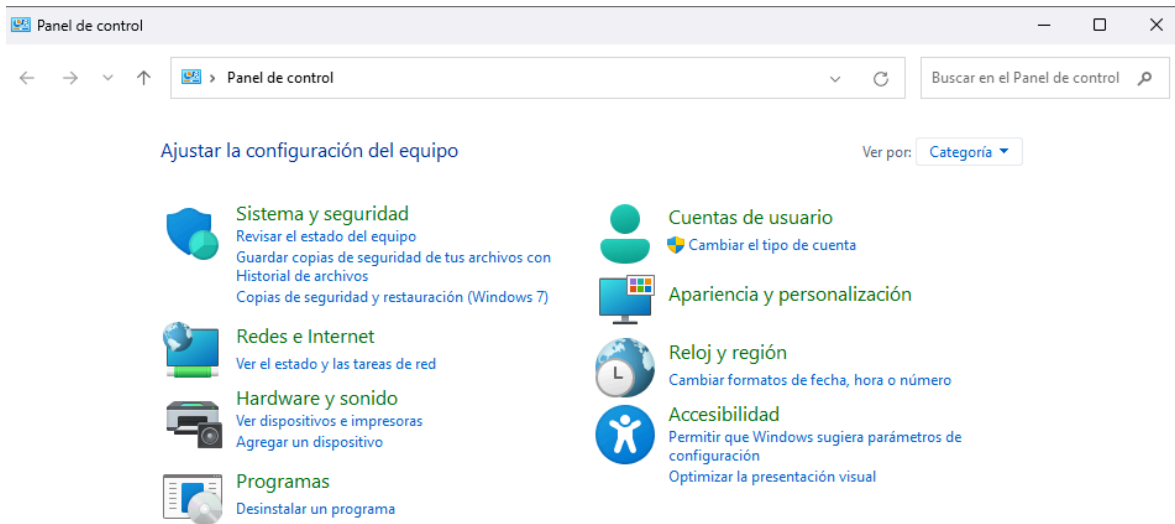 Panel de control
Panel de control
Buscar en el Panel de control
Ajustar la configuración del equipo
Ver por:
Categoría
Sistema y seguridad
Revisar el estado del equipo
Guardar copias de seguridad de tus archivos con
Historial de archivos
Copias de seguridad y restauración (Windows 7)
Redes e Internet
Ver el estado y las tareas de red
Hardware y sonido
Ver dispositivos e impresoras
Agregar un dispositivo
Programas
Desinstalar un programa
Cuentas de usuario
Cambiar el tipo de cuenta
Apariencia y personalización
Reloj y región
Cambiar formatos de fecha, hora o número
Accesibilidad
Permitir que Windows sugiera parámetros de
configuración
Optimizar la presentación visual